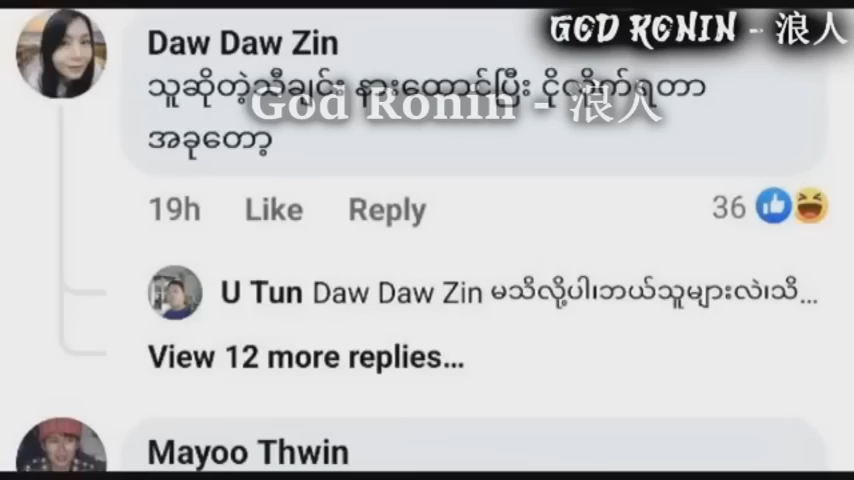 GOD RONIN - 浪人
Daw Daw Zin
သူဆိုတဲ့သီချင်း နားထောင်ပြီး ငိုလိုက်ရတာ
God Ronin - 浪人
အခုတော့
19h Like Reply 36
U Tun Daw Daw Zin မသိလို့ပါ၊ဘယ်သူများလဲ၊သိ...
View 12 more replies...
Mayoo Thwin